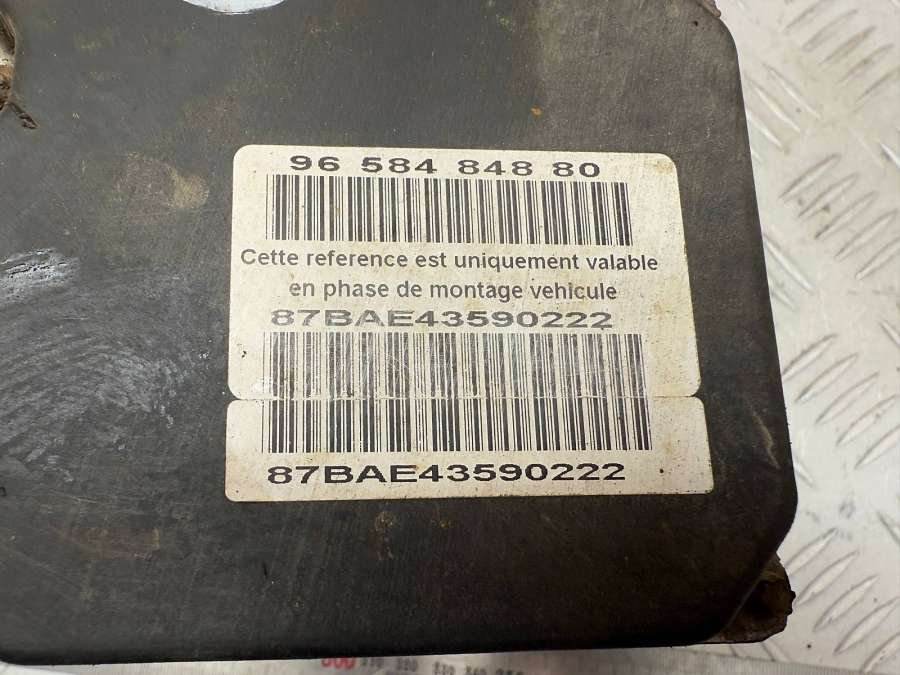 96 584 848 80
Cette reference est uniquement valable
en phase de montage vehicule
87BAE43590222
87BAE43590222